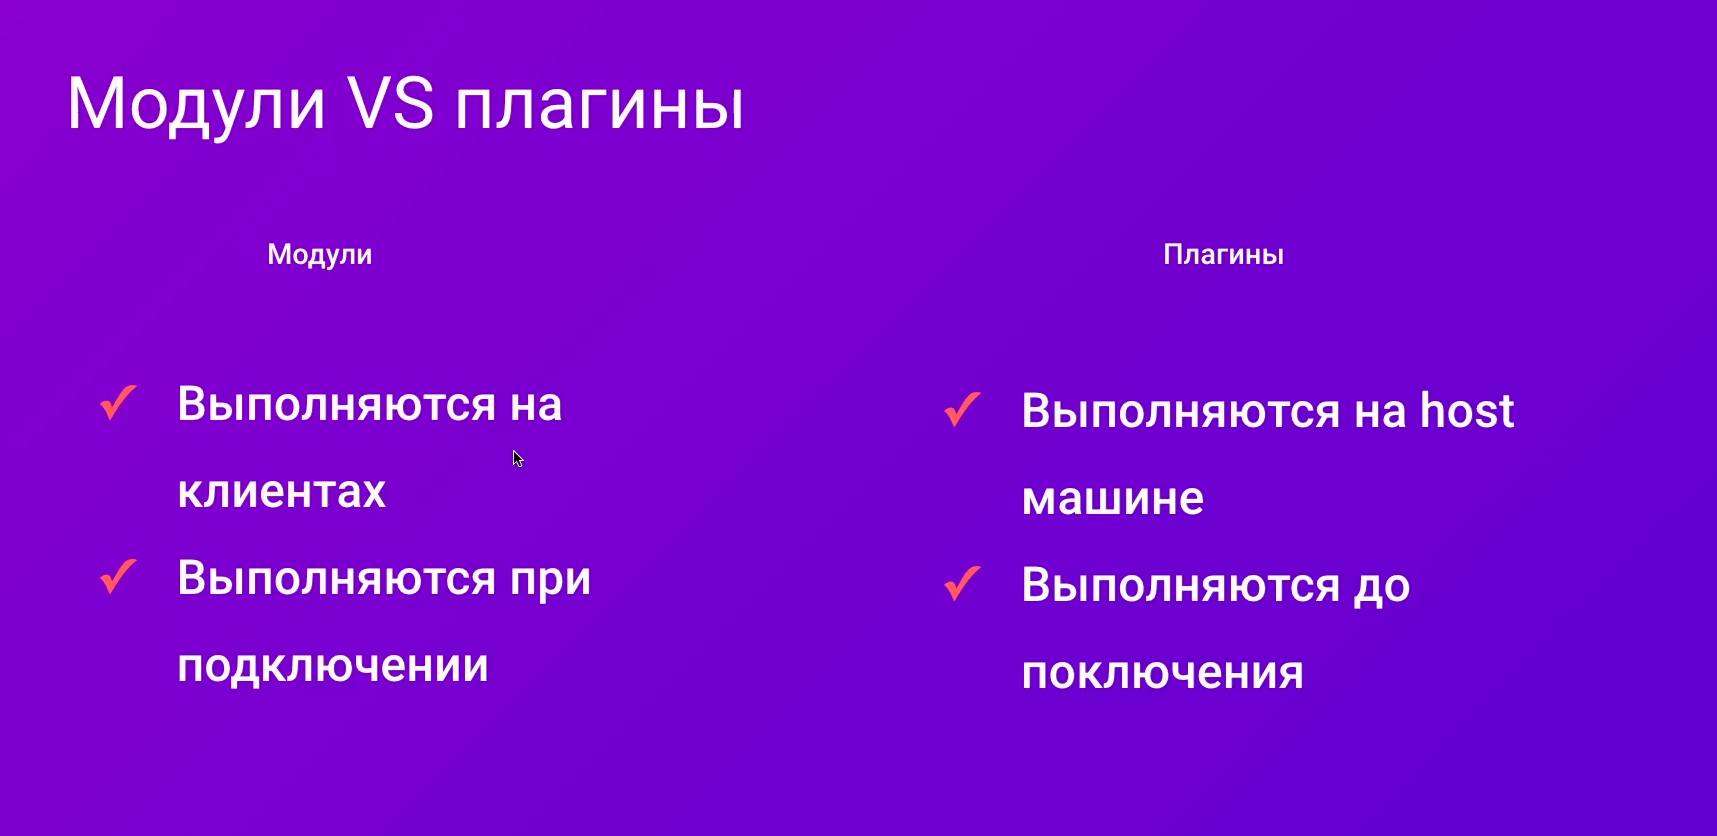 Модули VS плагины
Модули
Выполняются на
клиентах
Выполняются при
подключении
Плагины
Выполняются на host
машине
Выполняются до
поключения